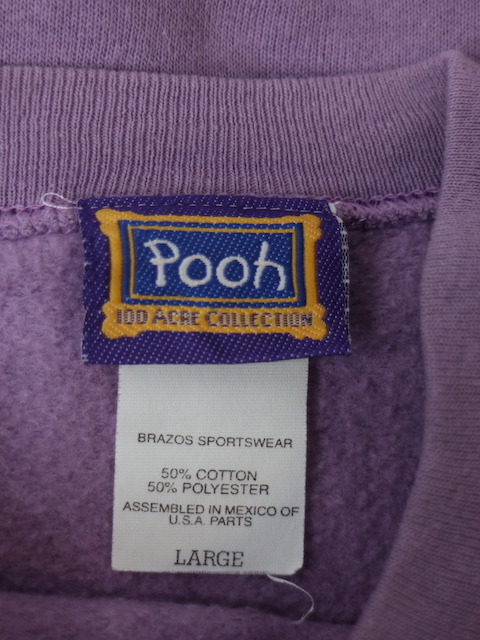 Pooh
100 ACRE COLLECTION
BRAZOS SPORTSWEAR
50% COTTON
50% POLYESTER
ASSEMBLED IN MEXICO OF
U.S.A. PARTS
LARGE